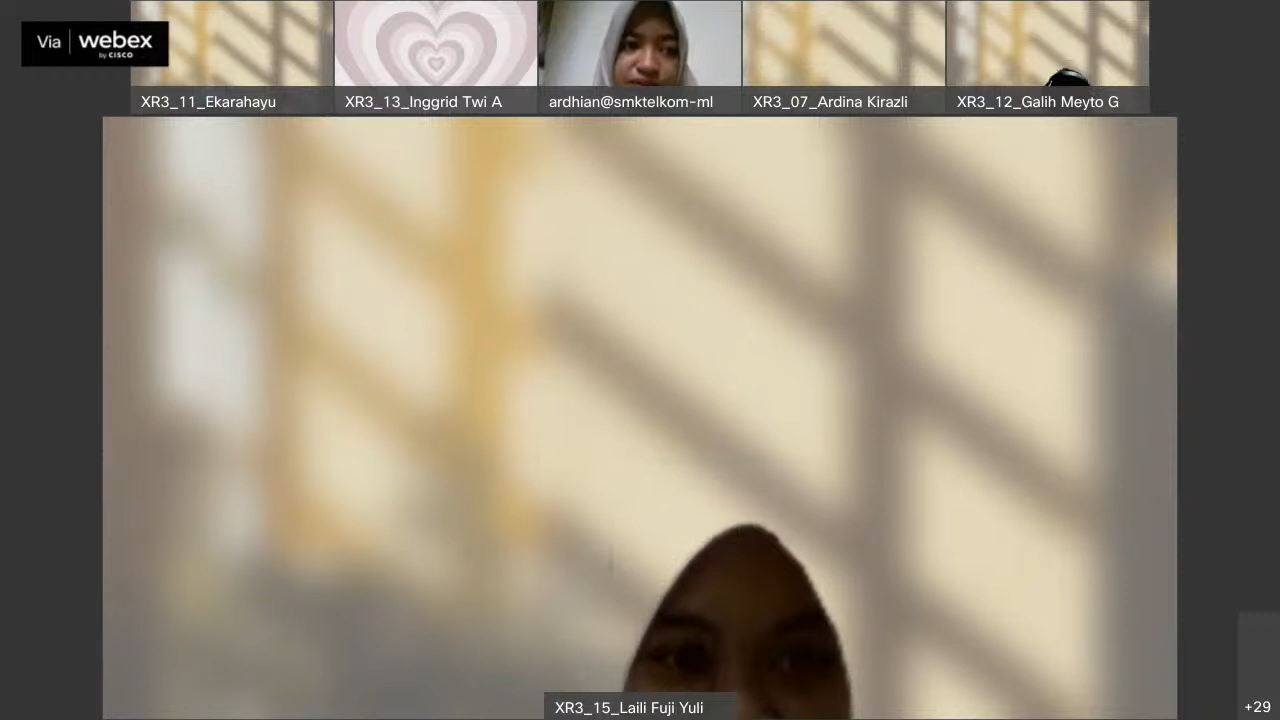 Via webex
by CISCO
XR3_11_Ekarahayu
XR3_13_Inggrid Twi A
ardhian@smktelkom-ml
XR3_07_Ardina Kirazli
XR3_12_Galih Meyto G
XR3_15_Laili Fuji Yuli
+29